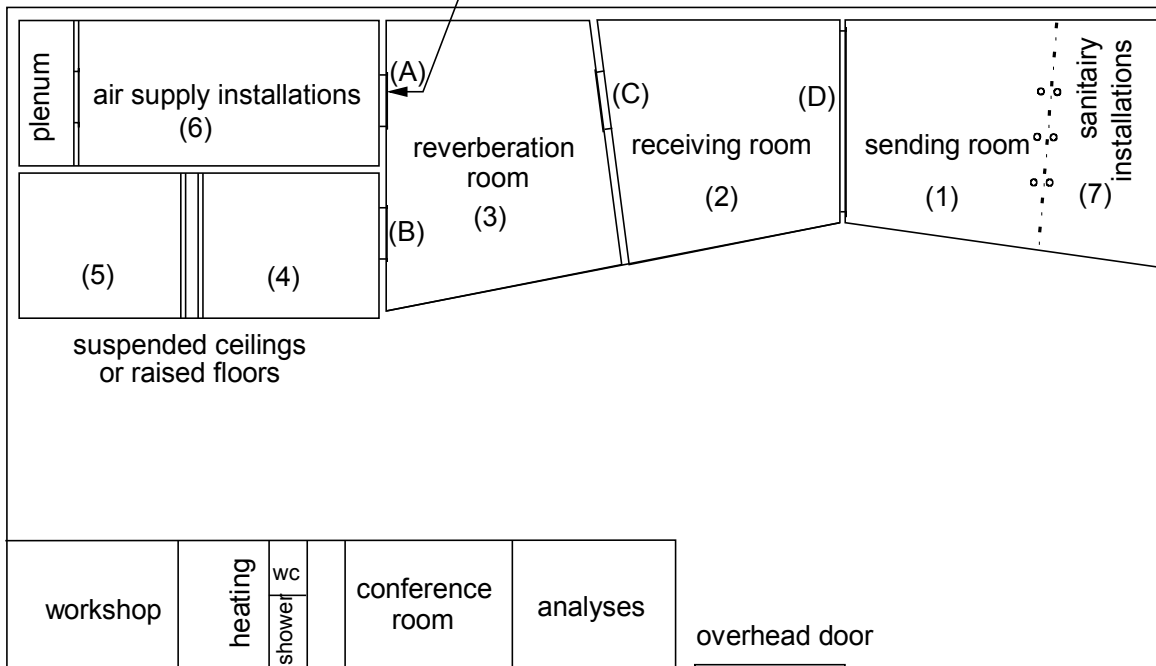 plenum
air supply installations
(6)
(A)
(B)
reverberation
room
(3)
(C)
receiving room
(2)
(D)
sending room
(1)
sanitairy
installations
(7)
(5)
(4)
suspended ceilings
or raised floors
workshop
heating
wc
shower
conference
room
analyses
overhead door